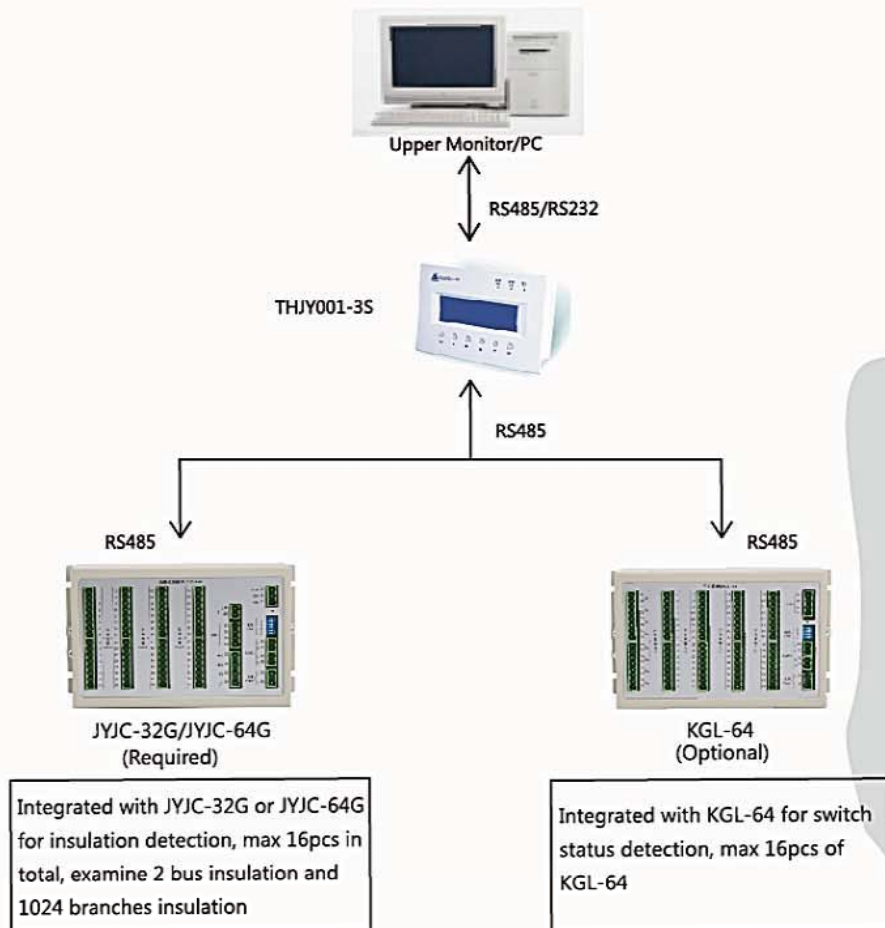 Upper Monitor/PC
RS485/RS232
THJY001-3S
RS485
RS485
RS485
JYJC-32G/JYJC-64G
(Required)
KGL-64
(Optional)
Integrated with JYJC-32G or JYJC-64G
for insulation detection, max 16pcs in
total, examine 2 bus insulation and
1024 branches insulation
Integrated with KGL-64 for switch
status detection, max 16pcs of
KGL-64